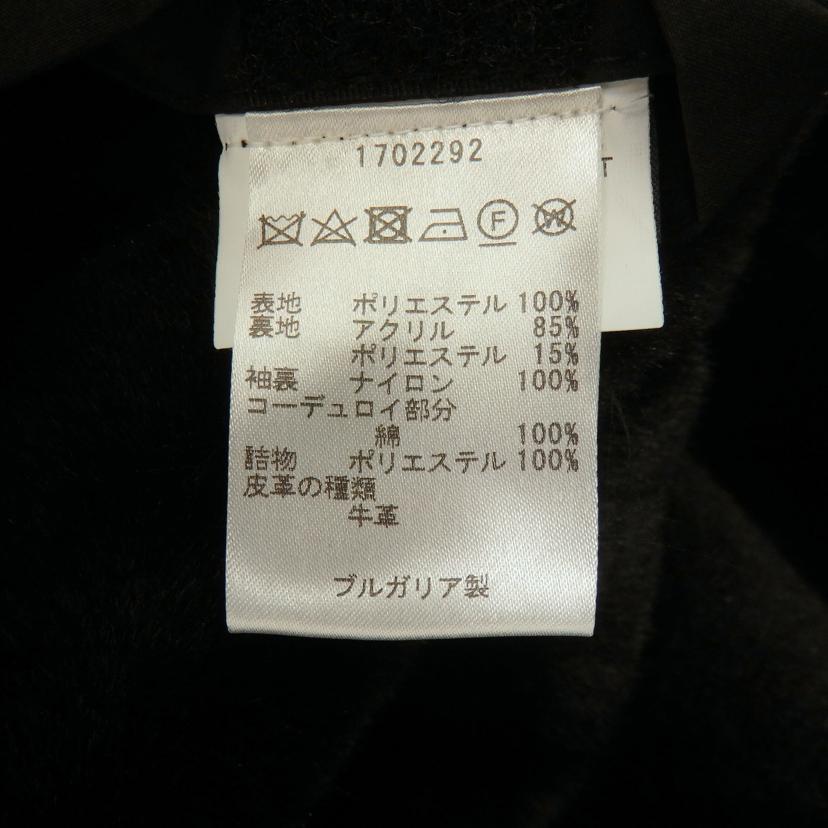 1702292
F W
表地 ポリエステル 100%
裏地 アクリル 85%
ポリエステル 15%
袖裏 ナイロン 100%
コーデュロイ部分
綿 100%
詰物 ポリエステル 100%
皮革の種類
牛革
ブルガリア製